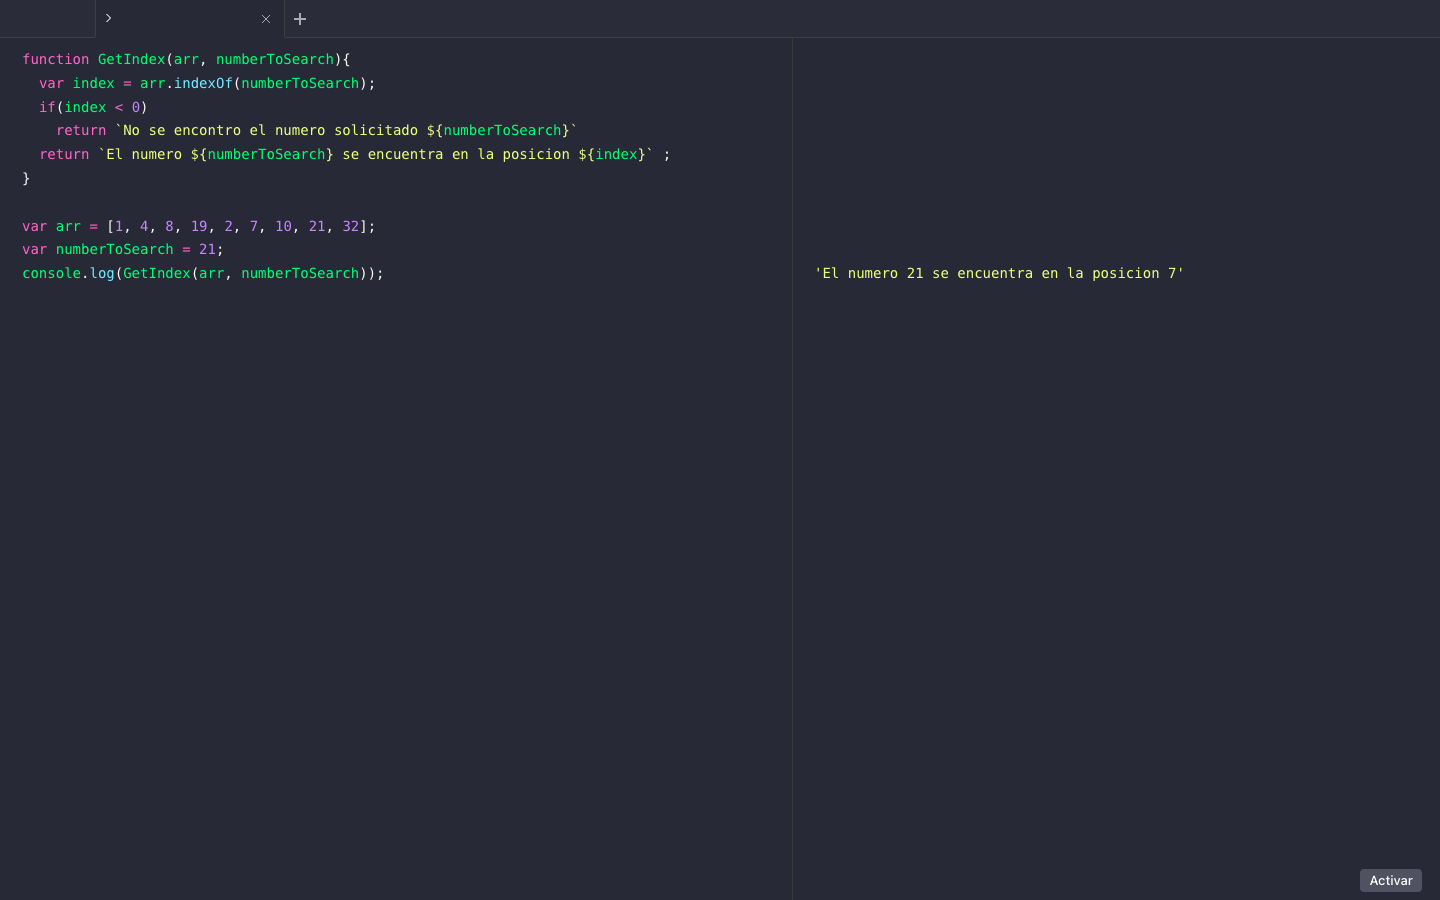 function GetIndex(arr, numberToSearch){
  var index = arr.indexOf(numberToSearch);
  if(index < 0)
    return `No se encontro el numero solicitado ${numberToSearch}`
  return `El numero ${numberToSearch} se encuentra en la posicion ${index}` ;
}
var arr = [1, 4, 8, 19, 2, 7, 10, 21, 32];
var numberToSearch = 21;
console.log(GetIndex(arr, numberToSearch));
'El numero 21 se encuentra en la posicion 7'
Activar